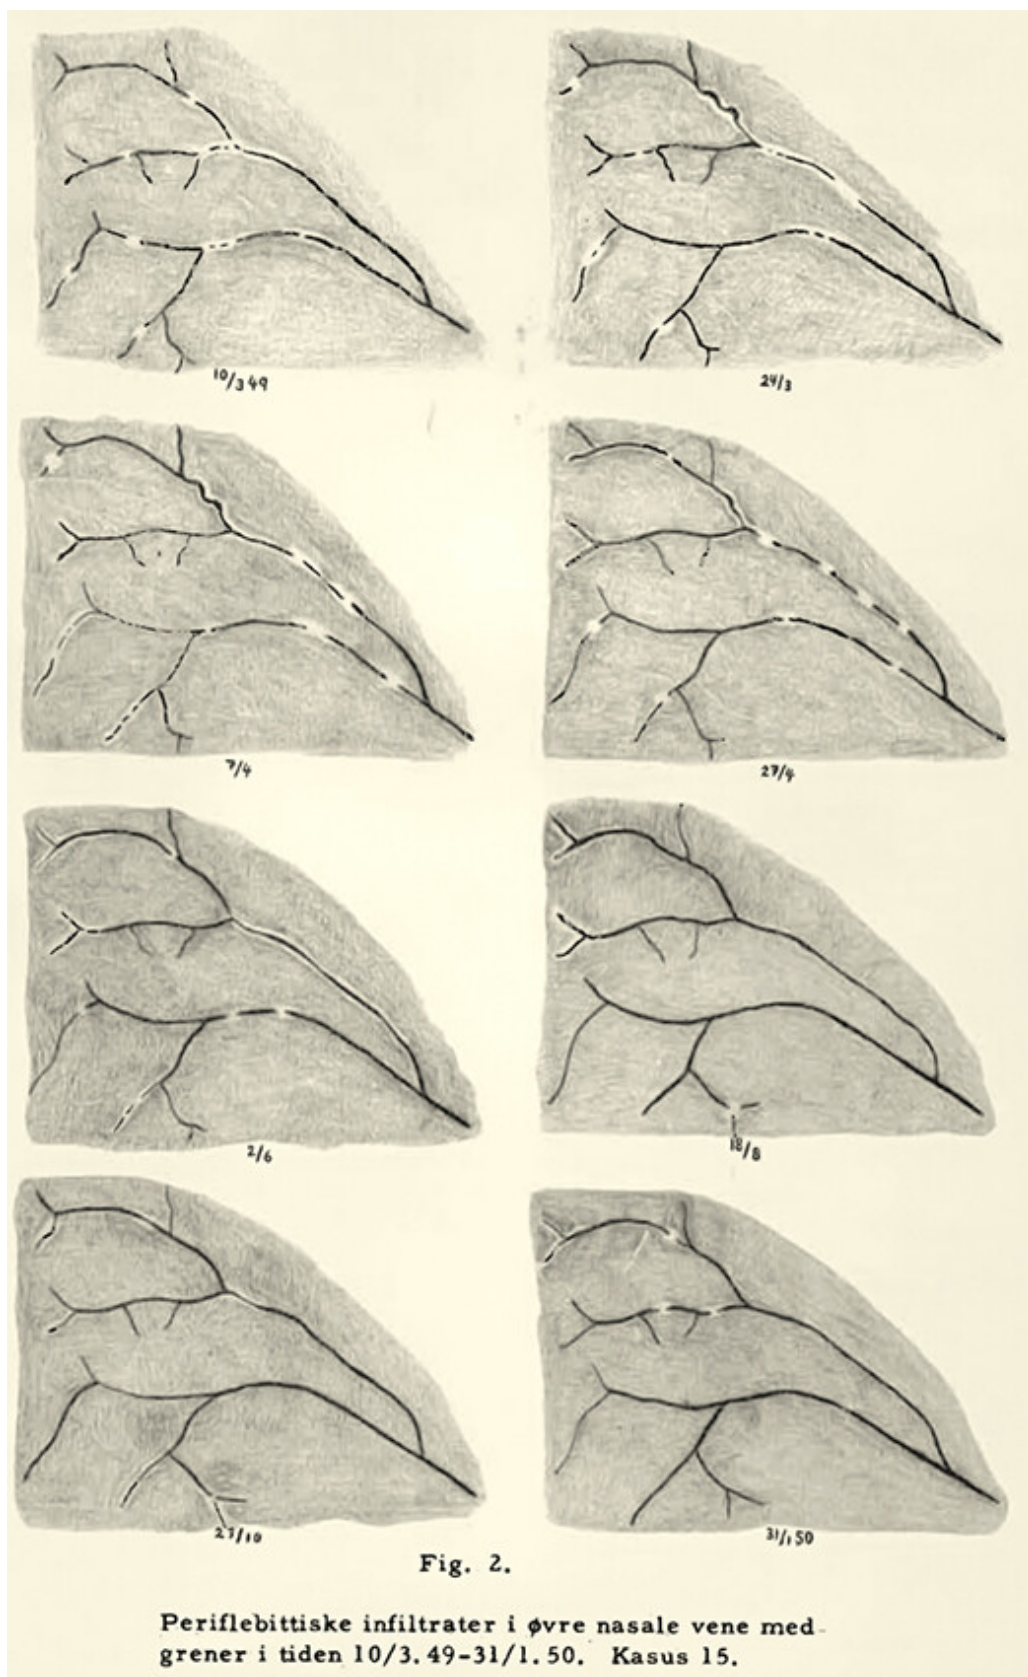 10/3 49
24/3
7/4
27/4
2/6
18/8
27/10
31/1 50
Fig. 2.
Periflebittiske infiltrater i øvre nasale vene med
grener i tiden 10/3.49-31/1.50. Kasus 15.